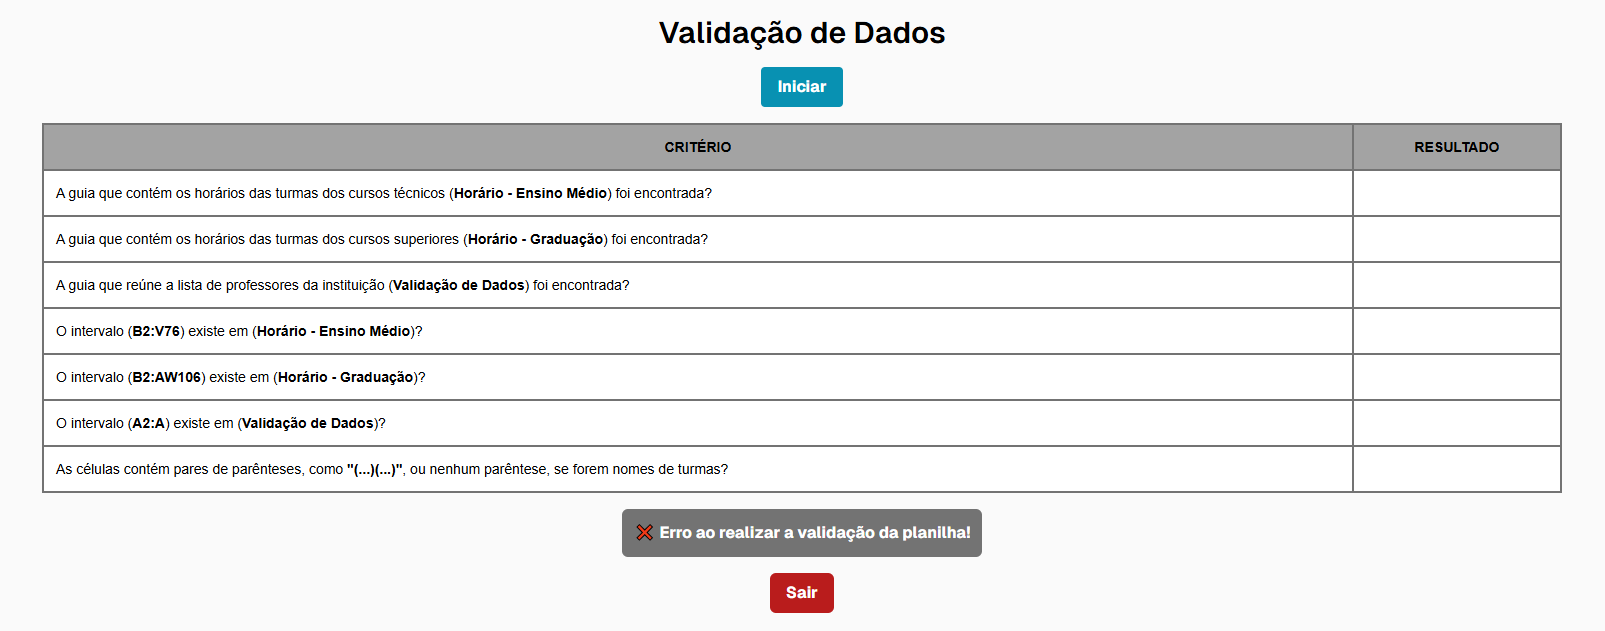 Validação de Dados
Iniciar
CRITÉRIO RESULTADO
A guia que contém os horários das turmas dos cursos técnicos (Horário - Ensino Médio) foi encontrada?
A guia que contém os horários das turmas dos cursos superiores (Horário - Graduação) foi encontrada?
A guia que reúne a lista de professores da instituição (Validação de Dados) foi encontrada?
O intervalo (B2:V76) existe em (Horário - Ensino Médio)?
O intervalo (B2:AW106) existe em (Horário - Graduação)?
O intervalo (A2:A) existe em (Validação de Dados)?
As células contém pares de parênteses, como "(...)(...)", ou nenhum parêntese, se forem nomes de turmas?
❌ Erro ao realizar a validação da planilha!
Sair